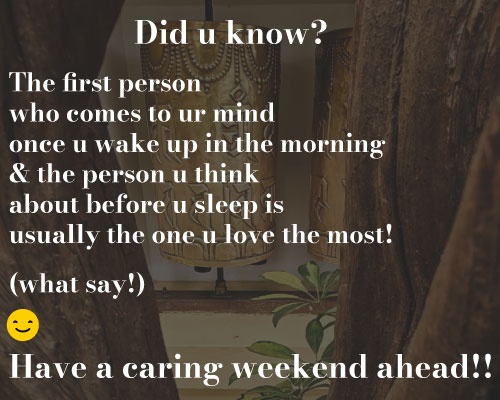 Did u know?
The first person
who comes to ur mind
once u wake up in the morning
& the person u think
about before u sleep is
usually the one u love the most!
(what say!)
Have a caring weekend ahead!!